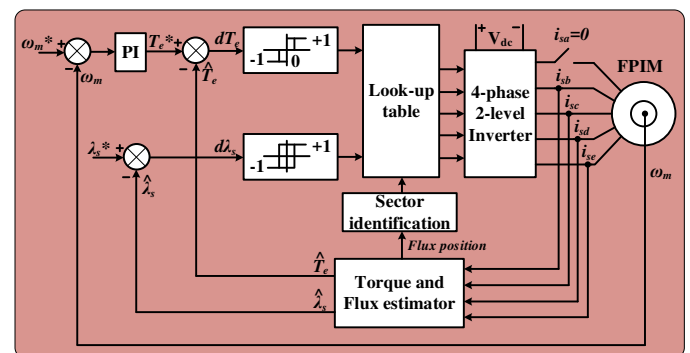 ωm* + − ωm
PI
Te* + − T̂e
dTe
-1 0 +1
λs* + − λ̂s
dλs
-1 +1
Look-up
table
+ Vdc −
4-phase
2-level
Inverter
isa=0
isb
isc
isd
ise
FPIM
ωm
Sector
identification
Flux position
T̂e
λ̂s
Torque and
Flux estimator